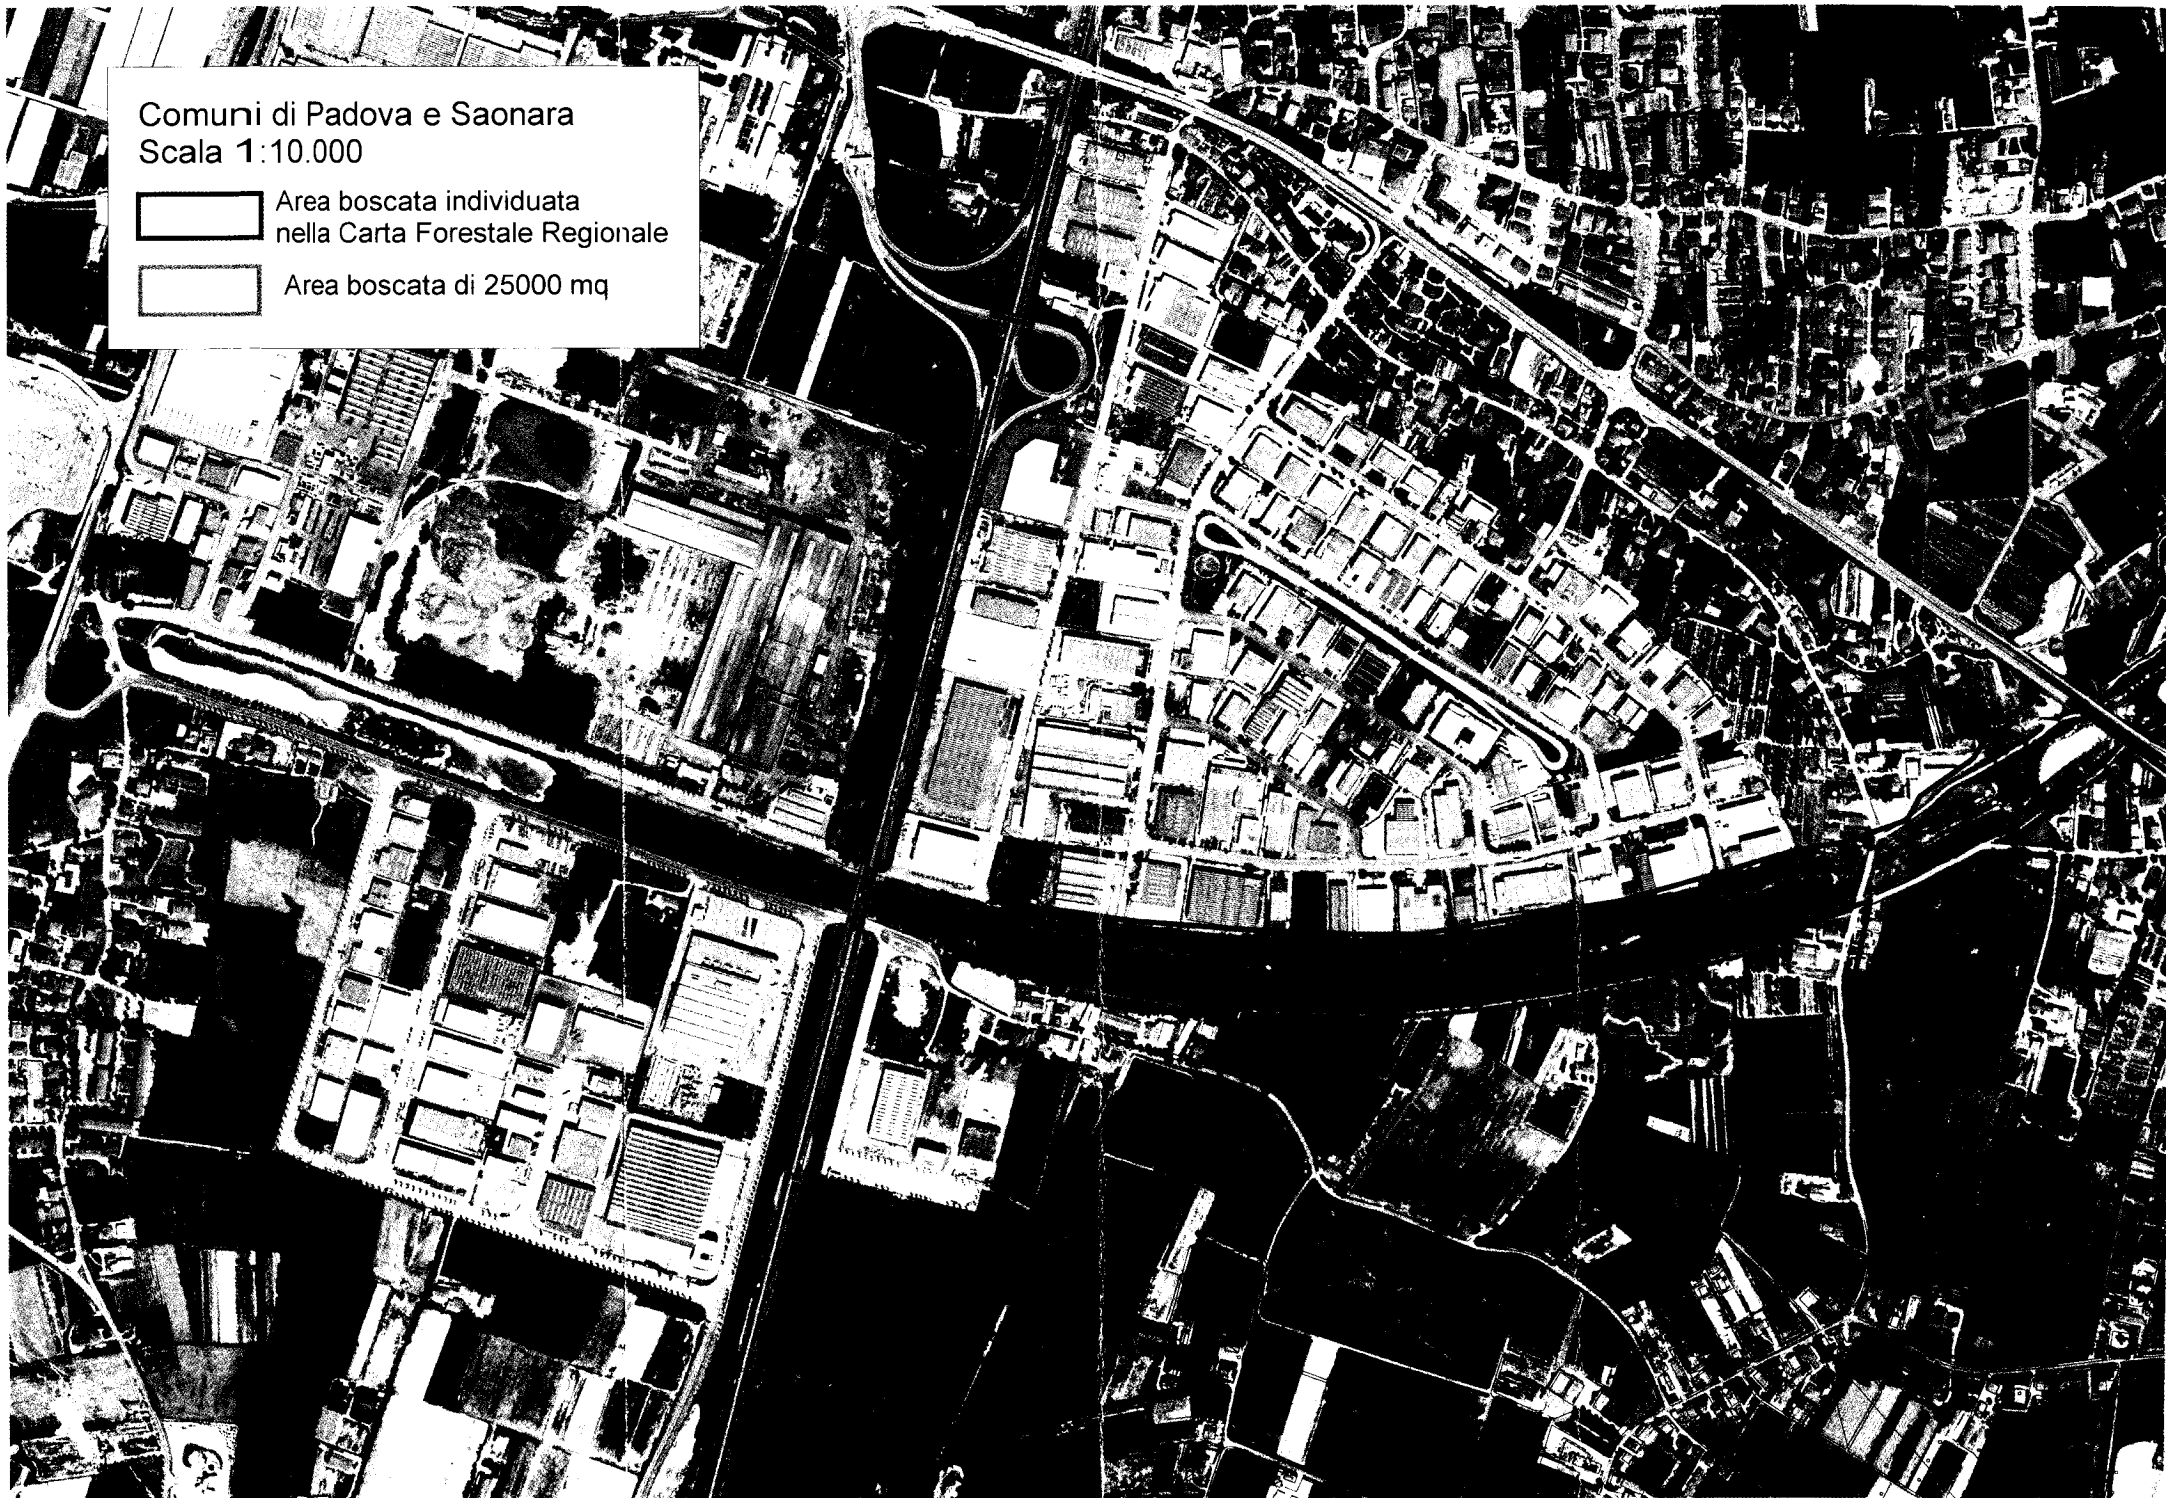 Comuni di Padova e Saonara
Scala 1:10.000
Area boscata individuata
nella Carta Forestale Regionale
Area boscata di 25000 mq